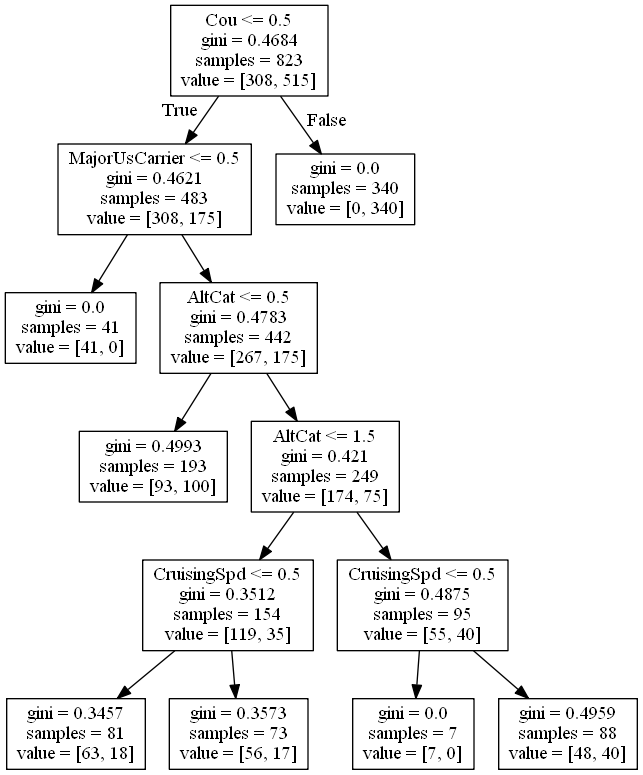 Cou <= 0.5
gini = 0.4684
samples = 823
value = [308, 515]
True
False
MajorUsCarrier <= 0.5
gini = 0.4621
samples = 483
value = [308, 175]
gini = 0.0
samples = 340
value = [0, 340]
gini = 0.0
samples = 41
value = [41, 0]
AltCat <= 0.5
gini = 0.4783
samples = 442
value = [267, 175]
gini = 0.4993
samples = 193
value = [93, 100]
AltCat <= 1.5
gini = 0.421
samples = 249
value = [174, 75]
CruisingSpd <= 0.5
gini = 0.3512
samples = 154
value = [119, 35]
CruisingSpd <= 0.5
gini = 0.4875
samples = 95
value = [55, 40]
gini = 0.3457
samples = 81
value = [63, 18]
gini = 0.3573
samples = 73
value = [56, 17]
gini = 0.0
samples = 7
value = [7, 0]
gini = 0.4959
samples = 88
value = [48, 40]